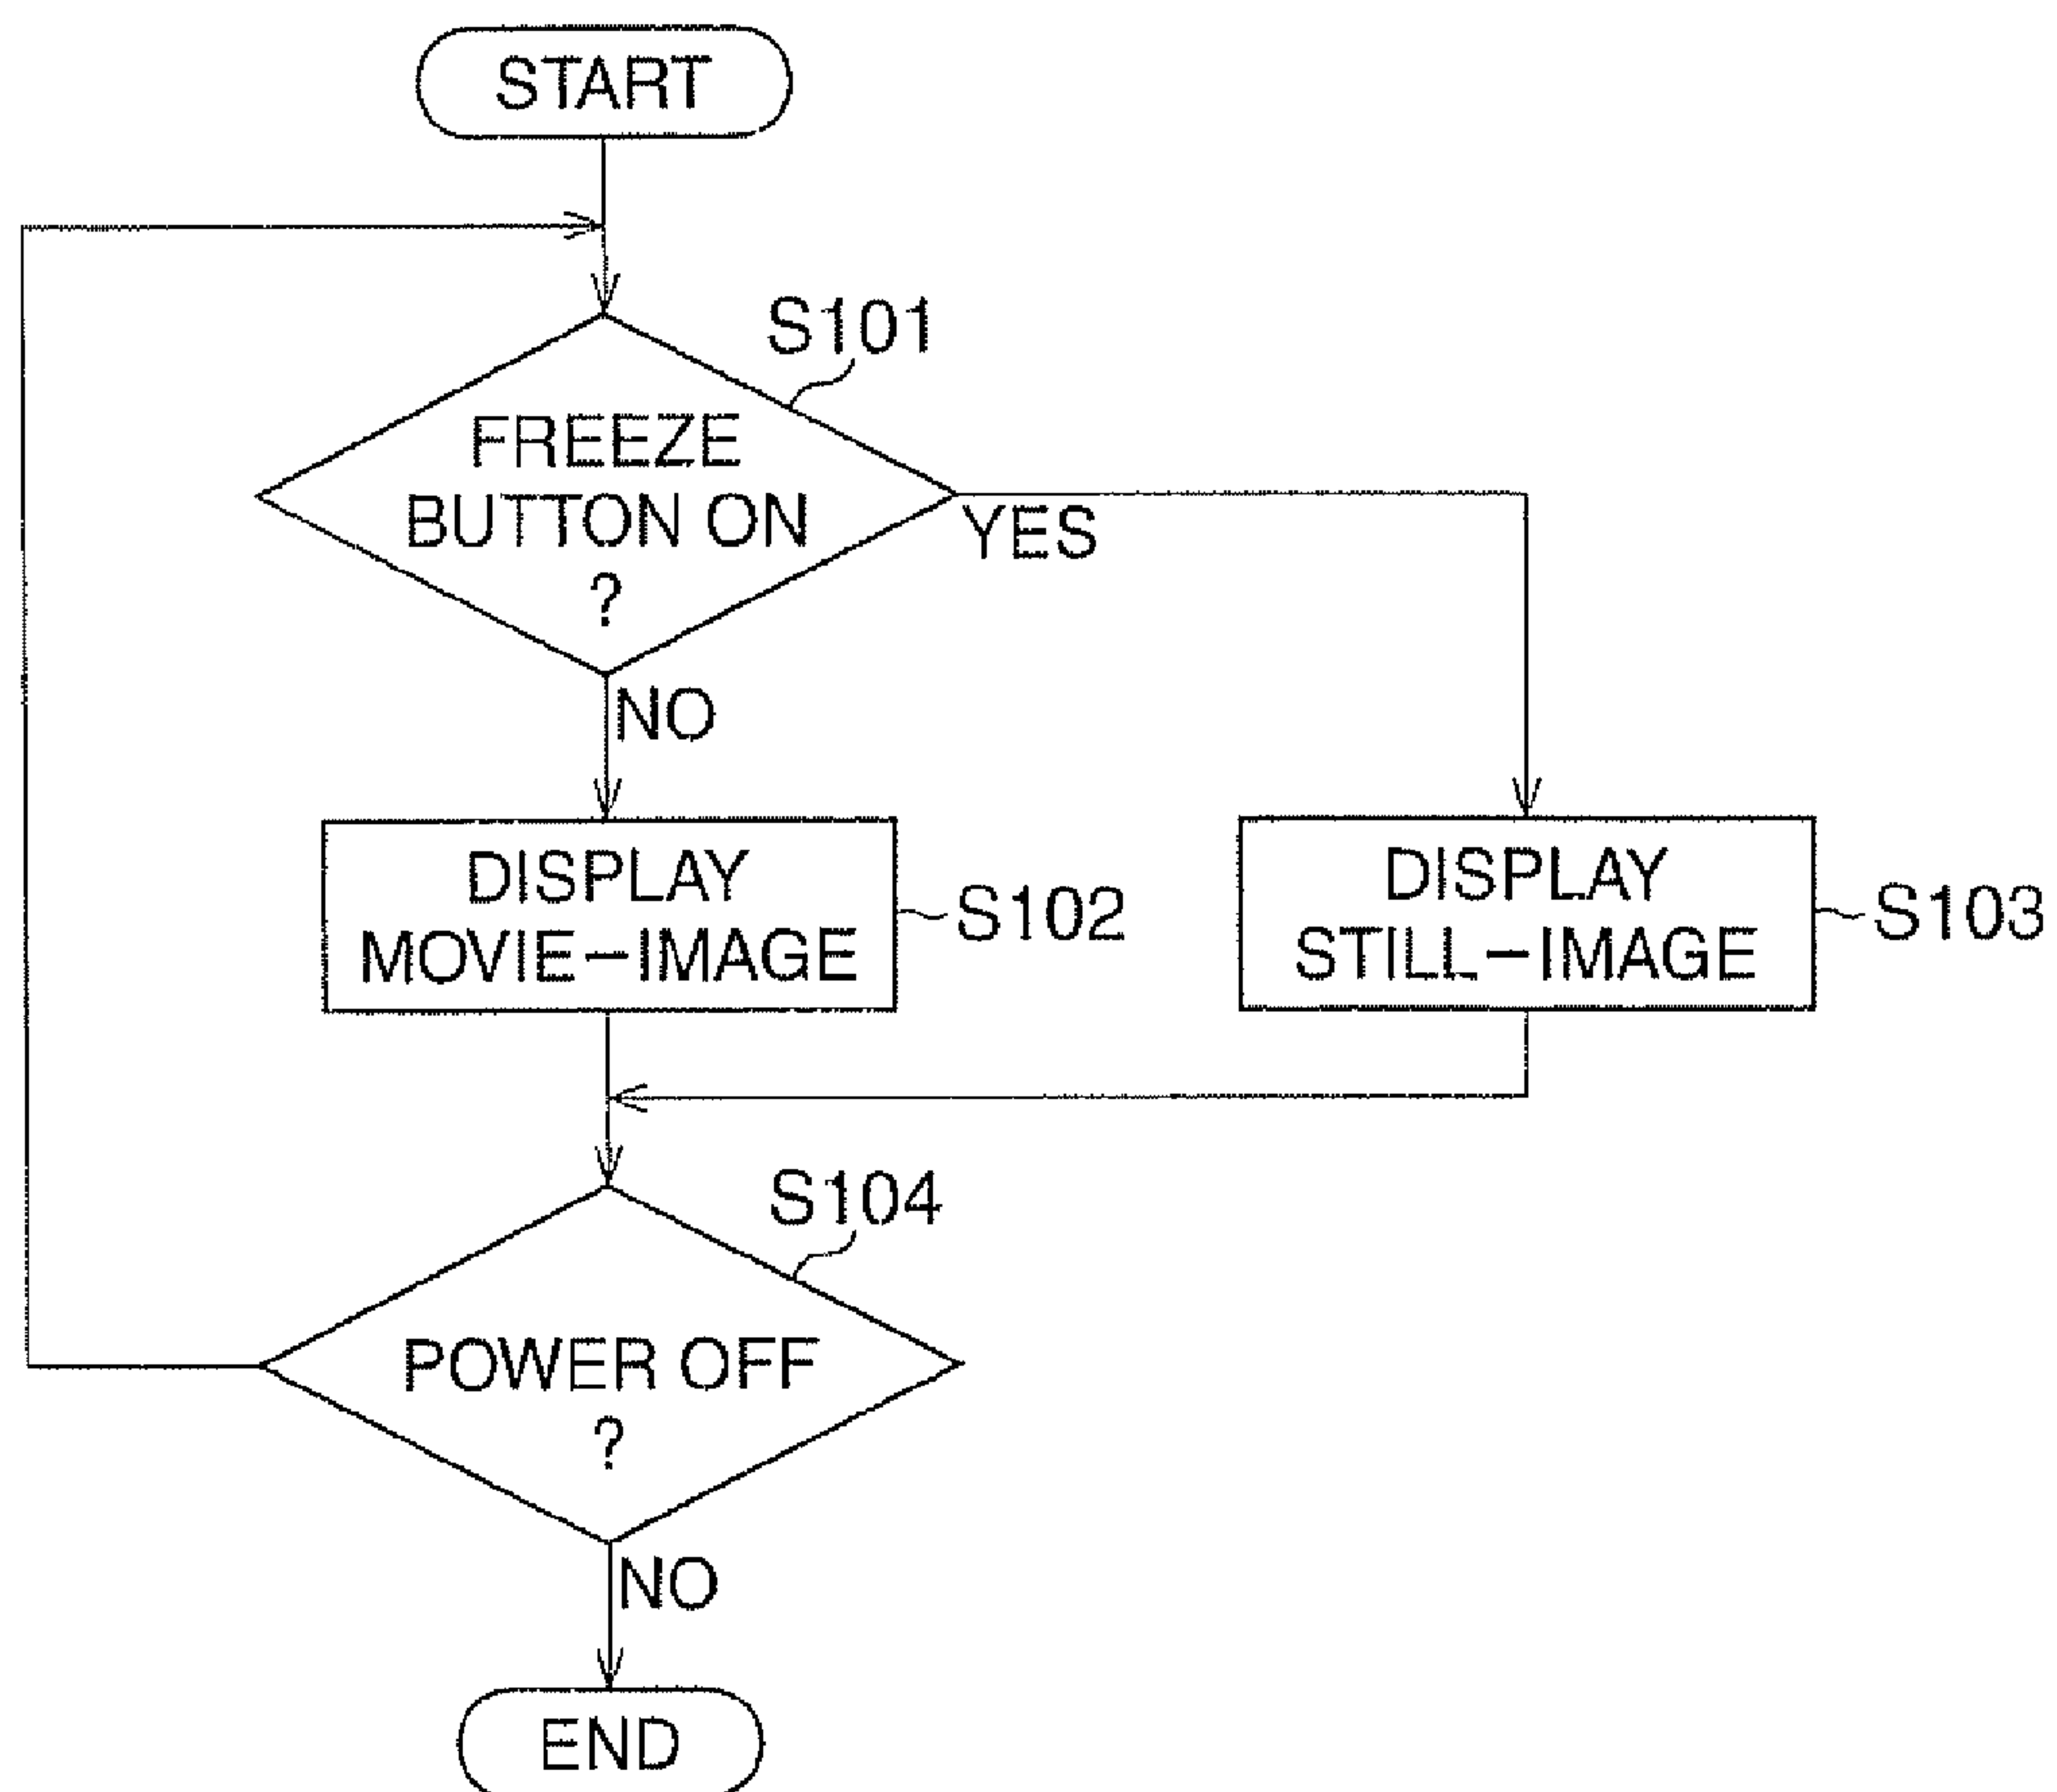 START
S101
FREEZE
BUTTON ON
?
YES
NO
DISPLAY
MOVIE-IMAGE
S102
DISPLAY
STILL-IMAGE
S103
S104
POWER OFF
?
NO
END